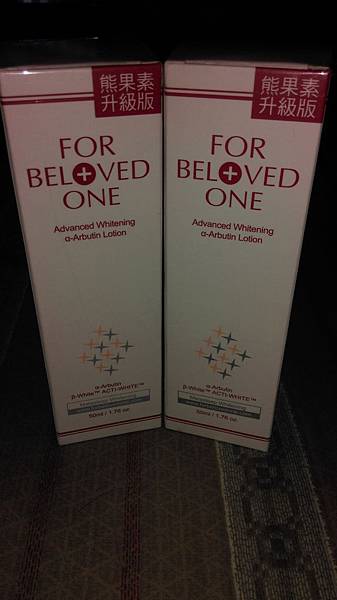 熊果素
升級版
FOR
BELOVED
ONE
Advanced Whitening
α-Arbutin Lotion
α-Arbutin
β-White™ ACTI-WHITE™
50ml / 1.76 oz
熊果素
升級版
FOR
BELOVED
ONE
Advanced Whitening
α-Arbutin Lotion
α-Arbutin
β-White™ ACTI-WHITE™
50ml / 1.76 oz